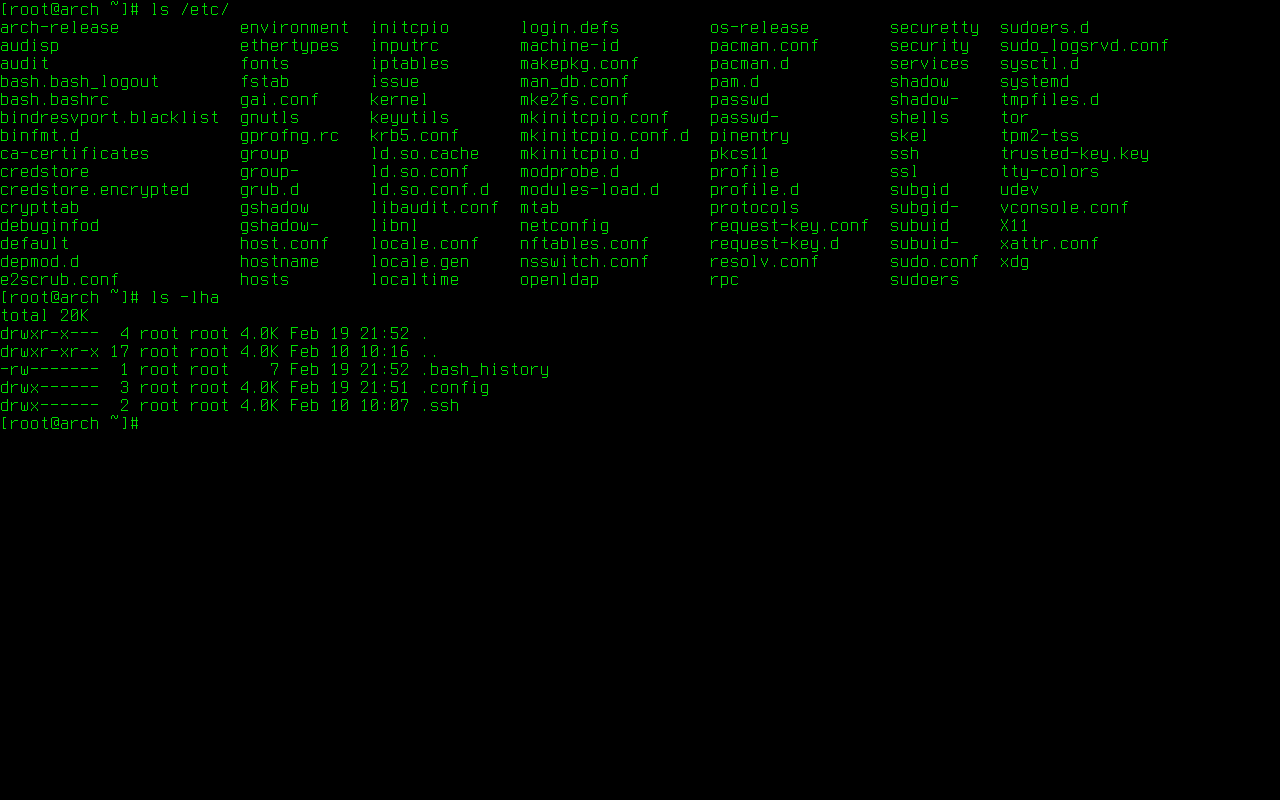 [root@arch ~]# ls /etc/
arch-release            environment  initcpio       login.defs         os-release        securetty  sudoers.d
audisp                  ethertypes   inputrc        machine-id         pacman.conf       security   sudo_logsrvd.conf
audit                   fonts        iptables       makepkg.conf       pacman.d          services   sysctl.d
bash.bash_logout        fstab        issue          man_db.conf        pam.d             shadow     systemd
bash.bashrc             gai.conf     kernel         mke2fs.conf        passwd            shadow-    tmpfiles.d
bindresvport.blacklist  gnutls       keyutils       mkinitcpio.conf    passwd-           shells     tor
binfmt.d                gprofng.rc   krb5.conf      mkinitcpio.conf.d  pinentry          skel       tpm2-tss
ca-certificates         group        ld.so.cache    mkinitcpio.d       pkcs11            ssh        trusted-key.key
credstore               group-       ld.so.conf     modprobe.d         profile           ssl        tty-colors
credstore.encrypted     grub.d       ld.so.conf.d   modules-load.d     profile.d         subgid     udev
crypttab                gshadow      libaudit.conf  mtab               protocols         subgid-    vconsole.conf
debuginfod              gshadow-     libnl          netconfig          request-key.conf  subuid     X11
default                 host.conf    locale.conf    nftables.conf      request-key.d     subuid-    xattr.conf
depmod.d                hostname     locale.gen     nsswitch.conf      resolv.conf       sudo.conf  xdg
e2scrub.conf            hosts        localtime      openldap           rpc               sudoers
[root@arch ~]# ls -lha
total 20K
drwxr-x---  4 root root 4.0K Feb 19 21:52 .
drwxr-xr-x 17 root root 4.0K Feb 10 10:16 ..
-rw-------  1 root root    7 Feb 19 21:52 .bash_history
drwx------  3 root root 4.0K Feb 19 21:51 .config
drwx------  2 root root 4.0K Feb 10 10:07 .ssh
[root@arch ~]#